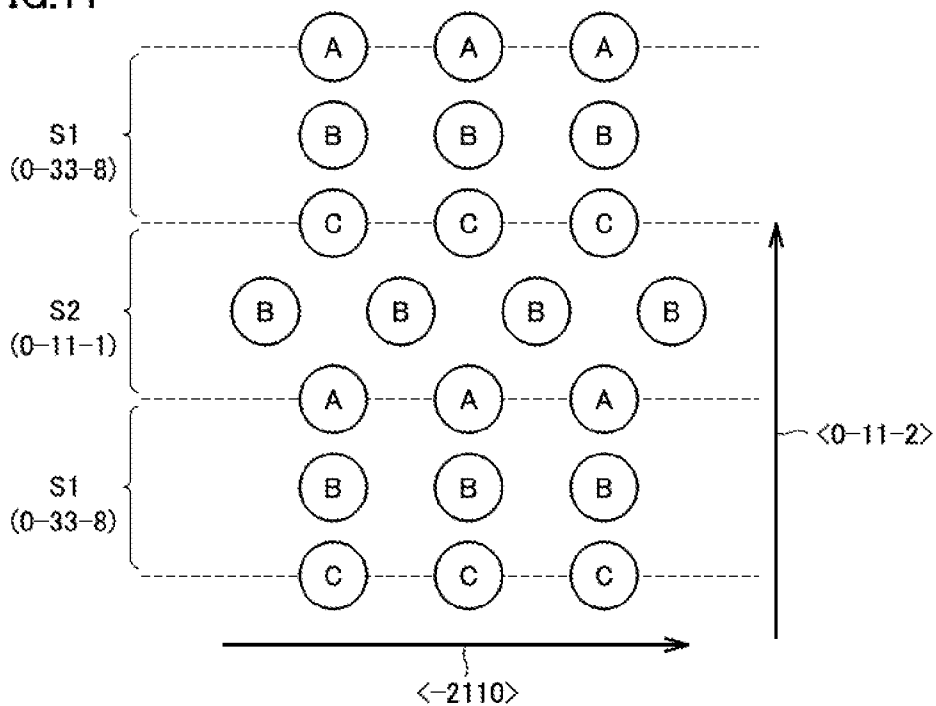 A A A
S1
(0-33-8)
B B B
C C C
S2
(0-11-1)
B B B B
A A A
<0-11-2>
S1
(0-33-8)
B B B
C C C
<-2110>